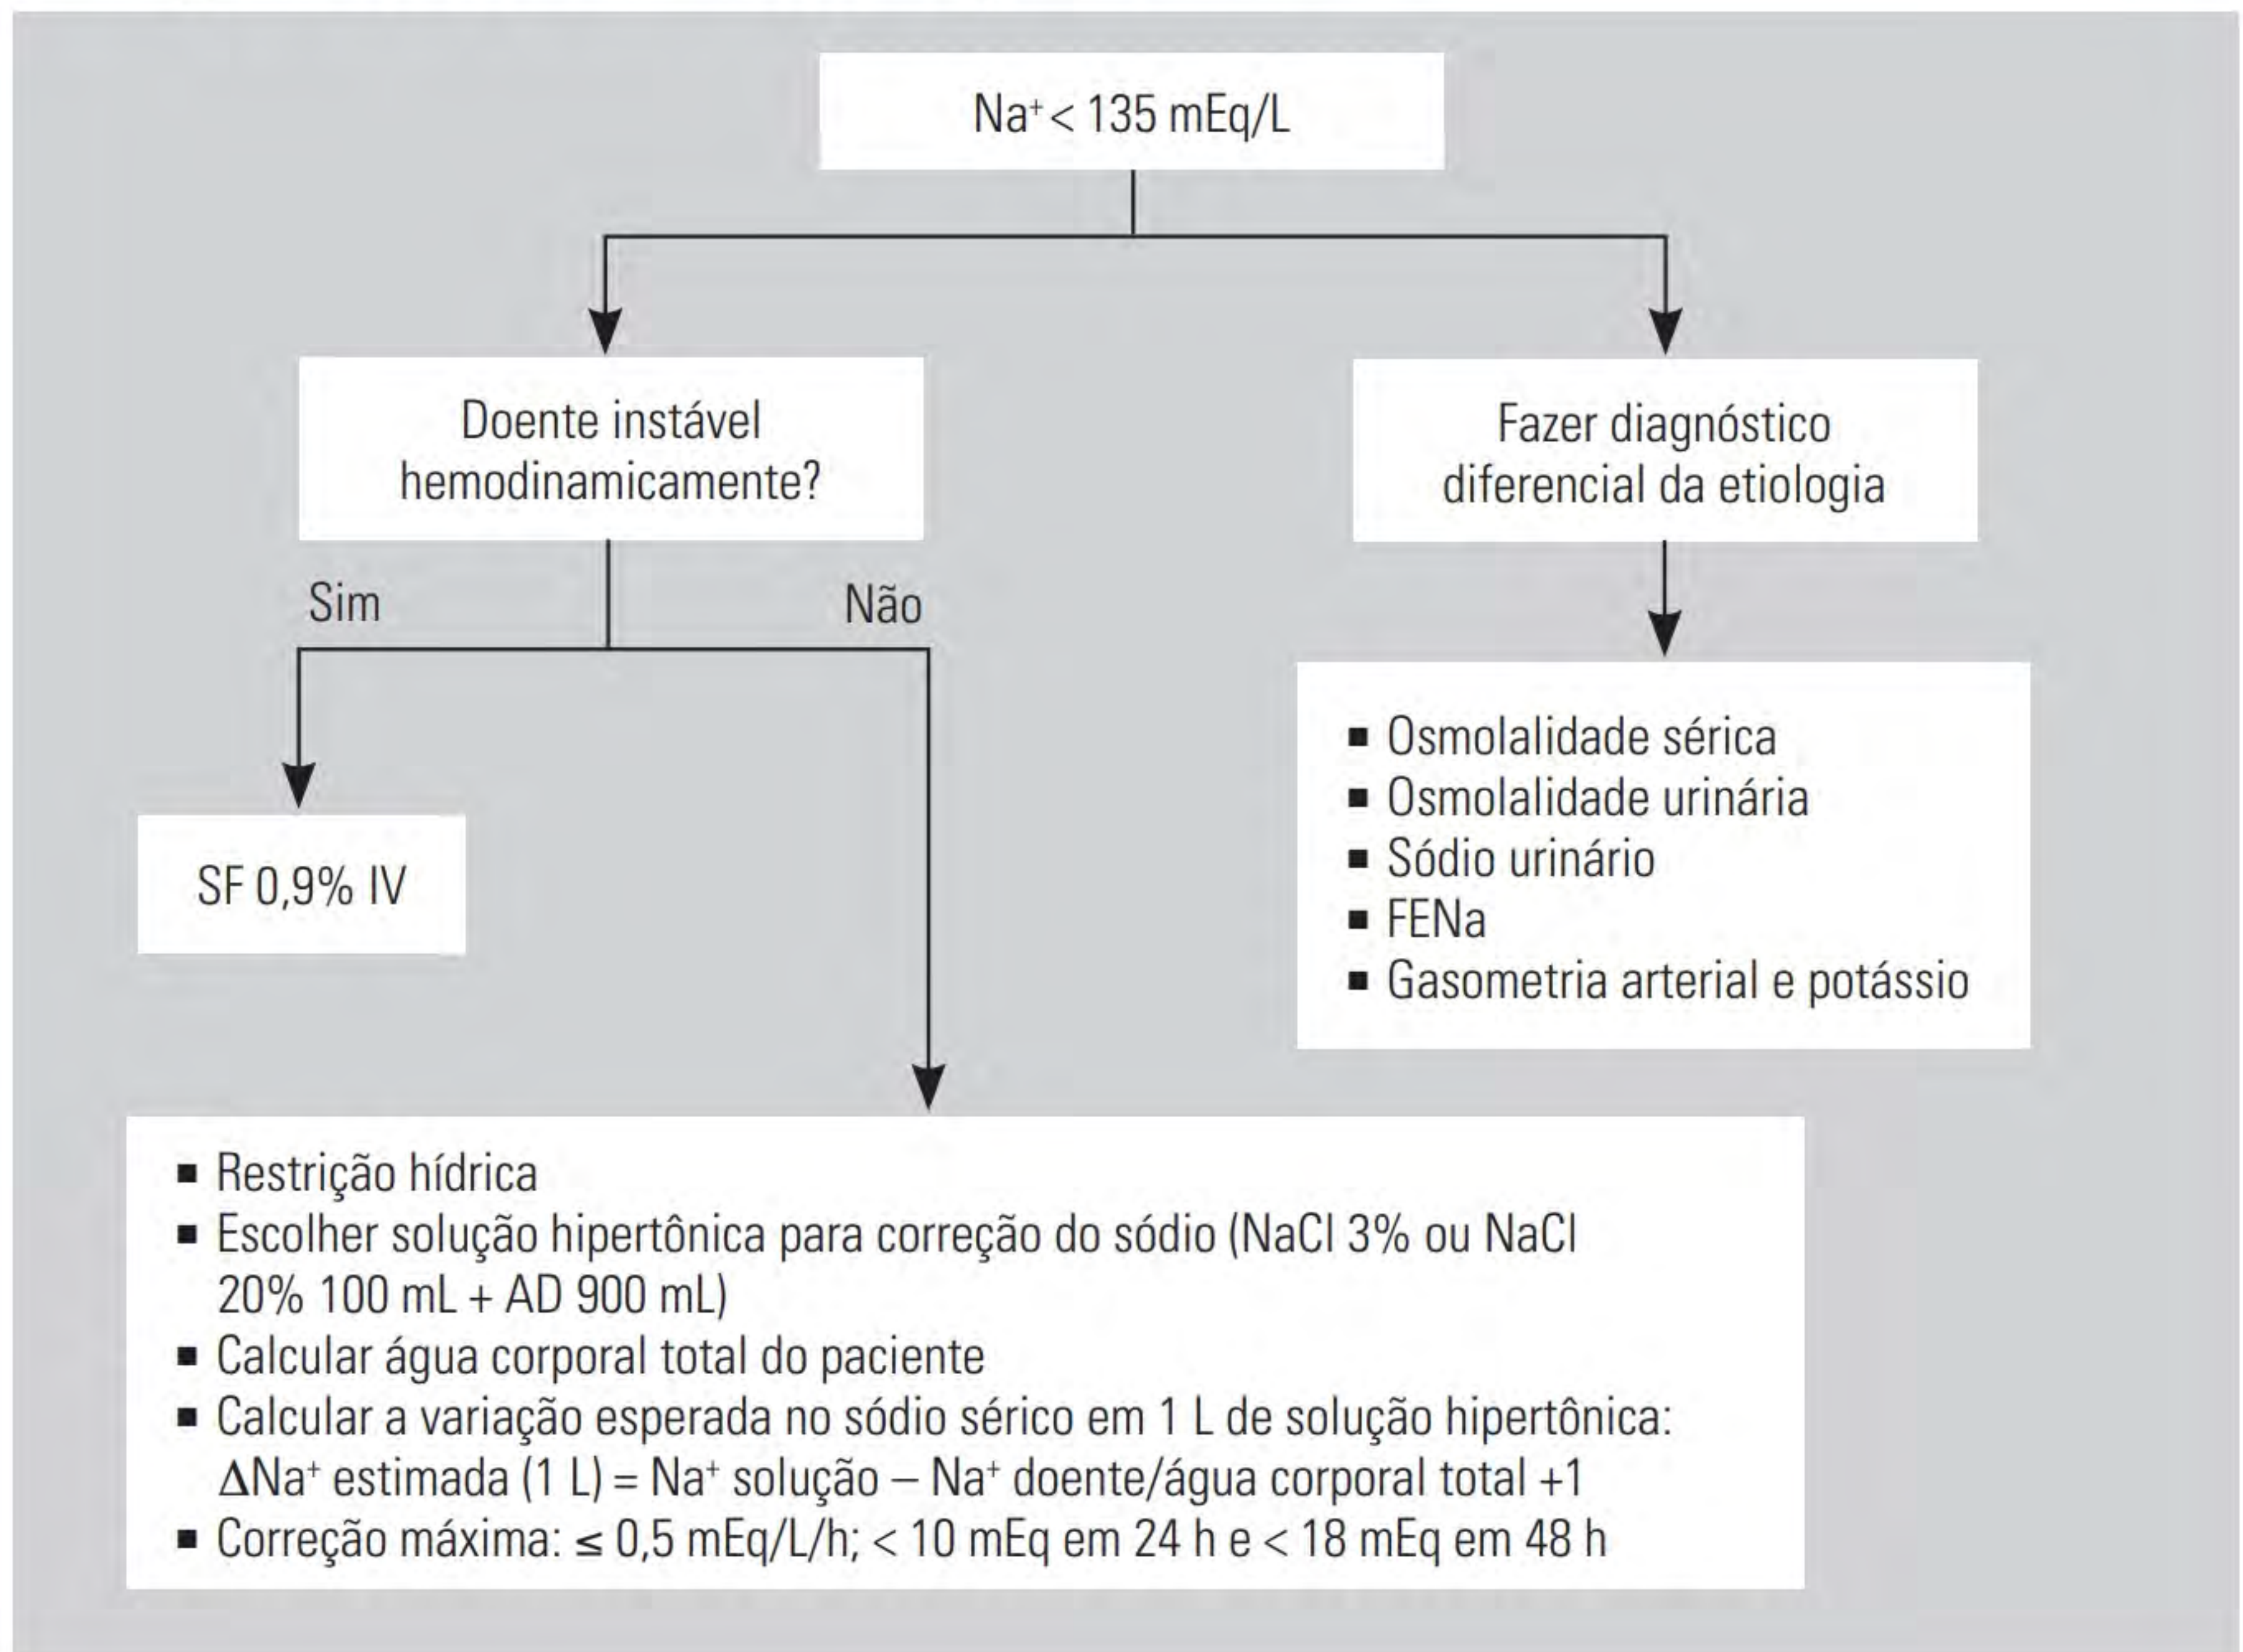 Na⁺ < 135 mEq/L
Doente instável
hemodinamicamente?
Sim
Não
SF 0,9% IV
Fazer diagnóstico
diferencial da etiologia
▪ Osmolalidade sérica
▪ Osmolalidade urinária
▪ Sódio urinário
▪ FENa
▪ Gasometria arterial e potássio
▪ Restrição hídrica
▪ Escolher solução hipertônica para correção do sódio (NaCl 3% ou NaCl
20% 100 mL + AD 900 mL)
▪ Calcular água corporal total do paciente
▪ Calcular a variação esperada no sódio sérico em 1 L de solução hipertônica:
ΔNa⁺ estimada (1 L) = Na⁺ solução – Na⁺ doente/água corporal total +1
▪ Correção máxima: ≤ 0,5 mEq/L/h; < 10 mEq em 24 h e < 18 mEq em 48 h